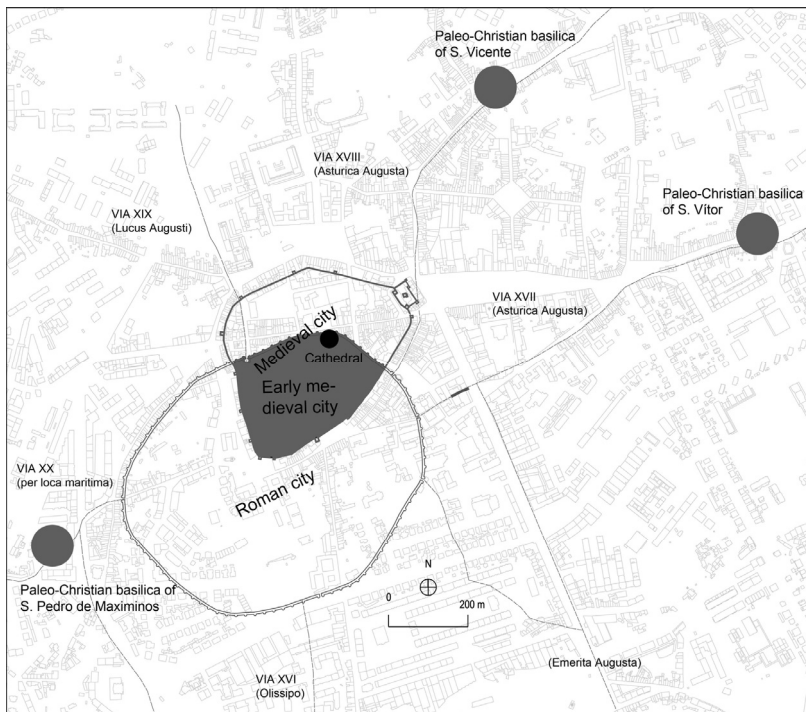 Paleo-Christian basilica
of S. Vicente
VIA XVIII
(Asturica Augusta)
Paleo-Christian basilica
of S. Vítor
VIA XIX
(Lucus Augusti)
VIA XVII
(Asturica Augusta)
Medieval city
Cathedral
Early me-
dieval city
Roman city
VIA XX
(per loca maritima)
Paleo-Christian basilica of
S. Pedro de Maximinos
N
0
200 m
VIA XVI
(Olissipo)
(Emerita Augusta)